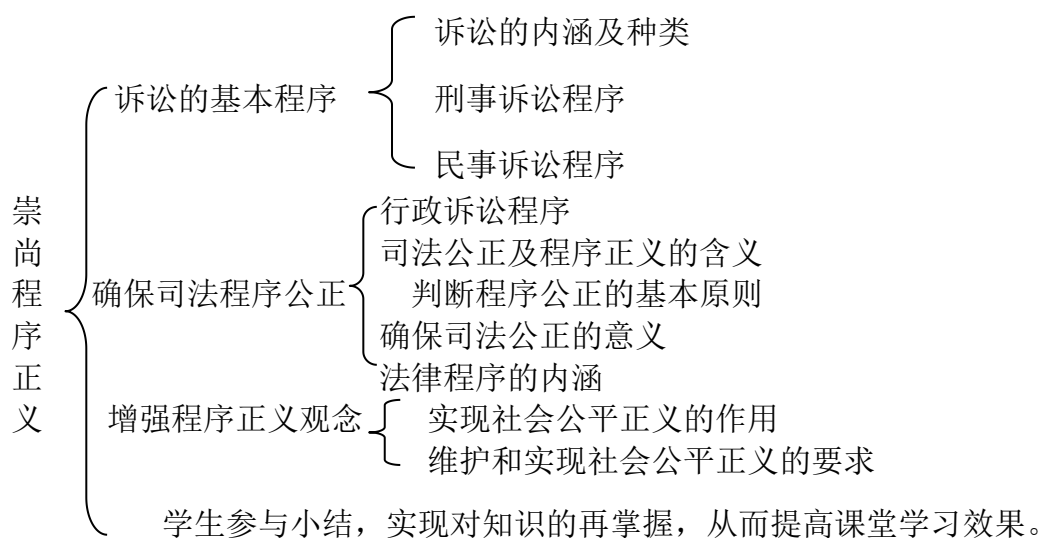 崇尚程序正义
诉讼的基本程序
诉讼的内涵及种类
刑事诉讼程序
民事诉讼程序
确保司法程序公正
行政诉讼程序
司法公正及程序正义的含义
判断程序公正的基本原则
确保司法公正的意义
法律程序的内涵
增强程序正义观念
实现社会公平正义的作用
维护和实现社会公平正义的要求
学生参与小结，实现对知识的再掌握，从而提高课堂学习效果。